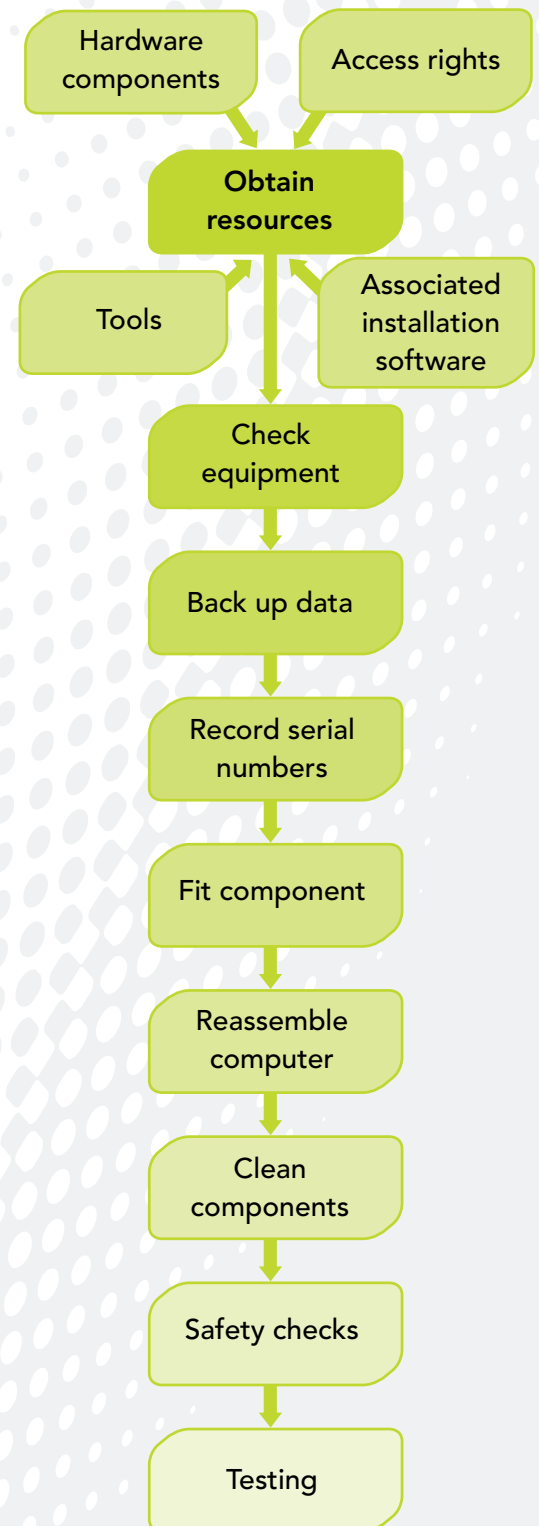 Hardware
components
Access rights
Obtain
resources
Tools
Associated
installation
software
Check
equipment
Back up data
Record serial
numbers
Fit component
Reassemble
computer
Clean
components
Safety checks
Testing